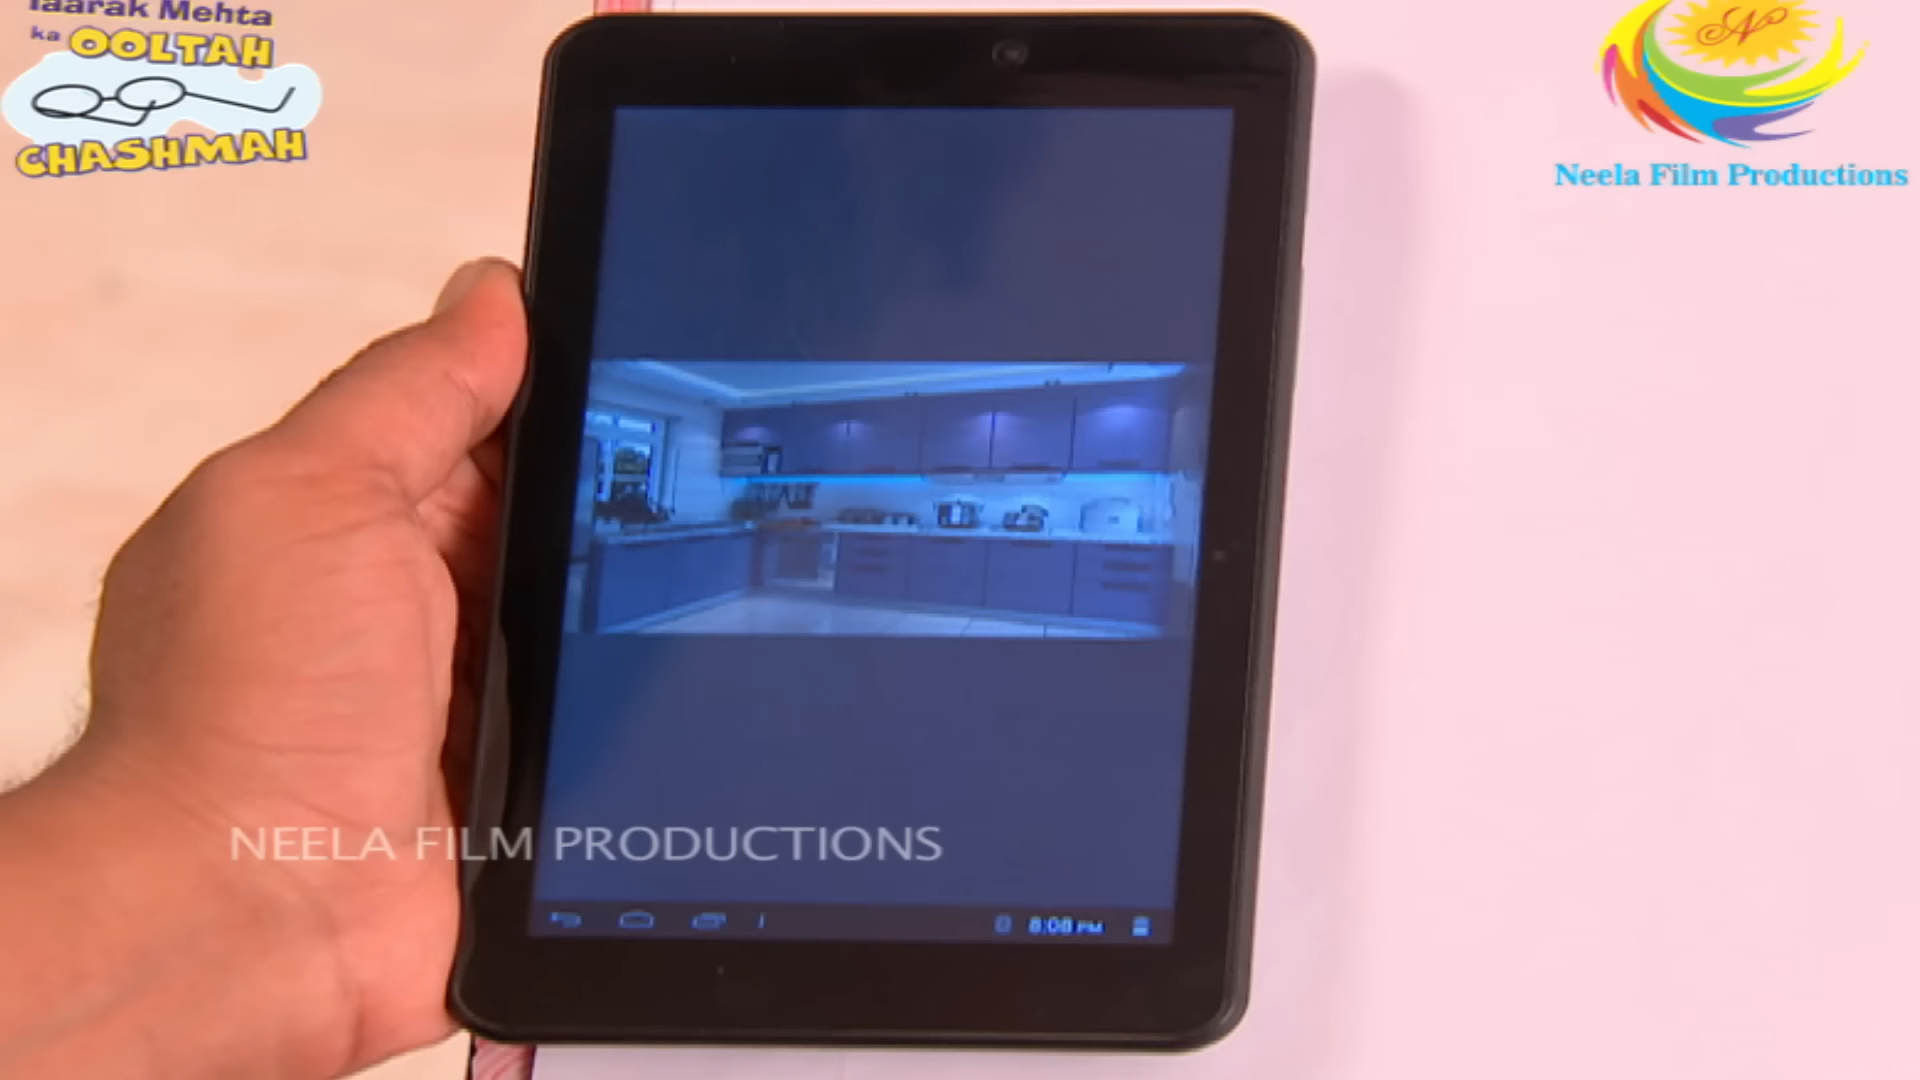 Taarak Mehta
ka OOLTAH
CHASHMAH
N
Neela Film Productions
NEELA FILM PRODUCTIONS
8:08 PM